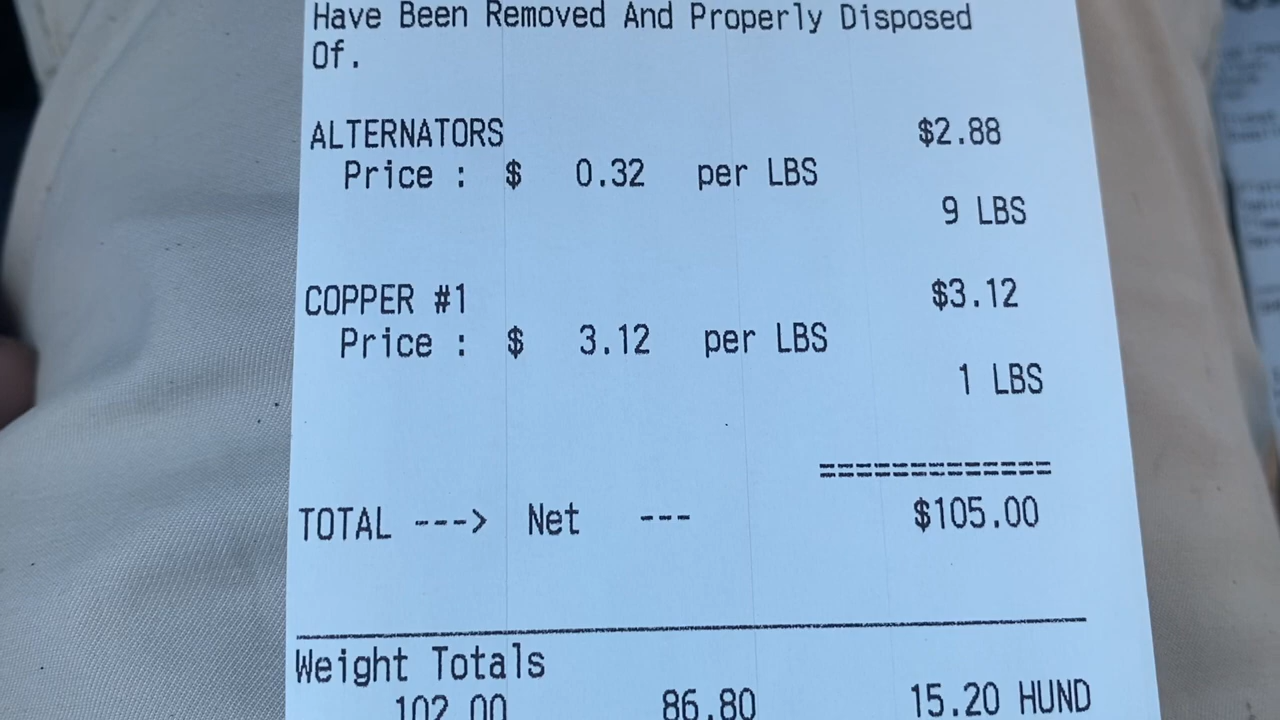 Have Been Removed And Properly Disposed
Of.
ALTERNATORS $2.88
Price : $ 0.32 per LBS
9 LBS
COPPER #1 $3.12
Price : $ 3.12 per LBS
1 LBS
=============
TOTAL ---> Net --- $105.00
Weight Totals
102.00 86.80 15.20 HUND